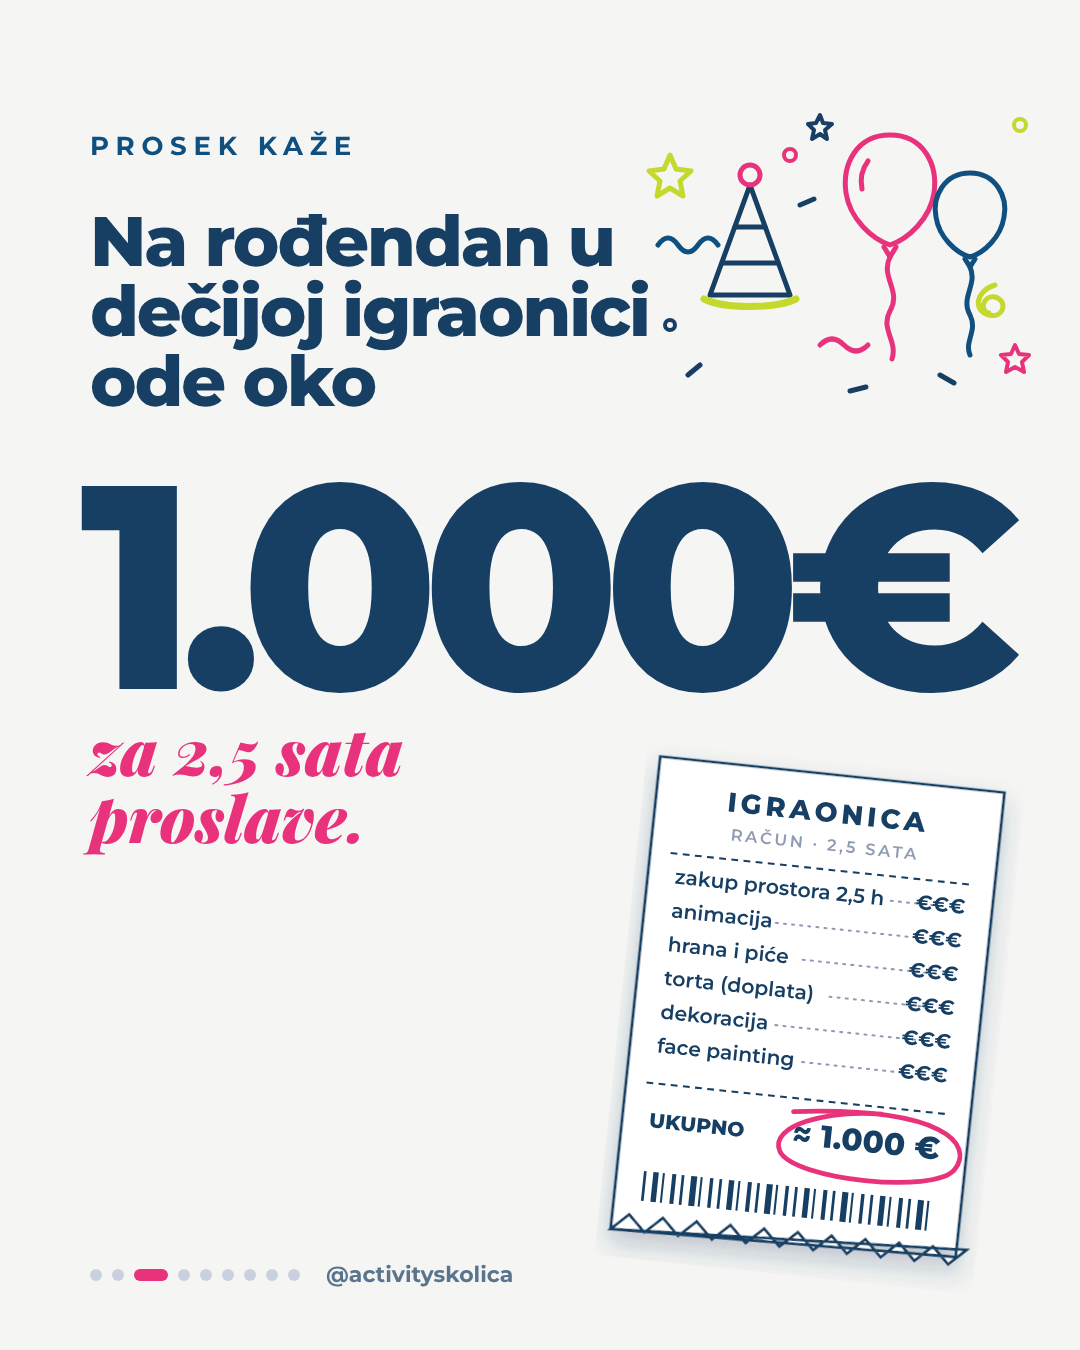 PROSEK KAŽE
Na rođendan u
dečijoj igraonici
ode oko
1.000€
za 2,5 sata
proslave.
IGRAONICA
RAČUN · 2,5 SATA
zakup prostora 2,5 h €€€
animacija €€€
hrana i piće €€€
torta (doplata) €€€
dekoracija €€€
face painting €€€
UKUPNO ≈ 1.000 €
@activityskolica